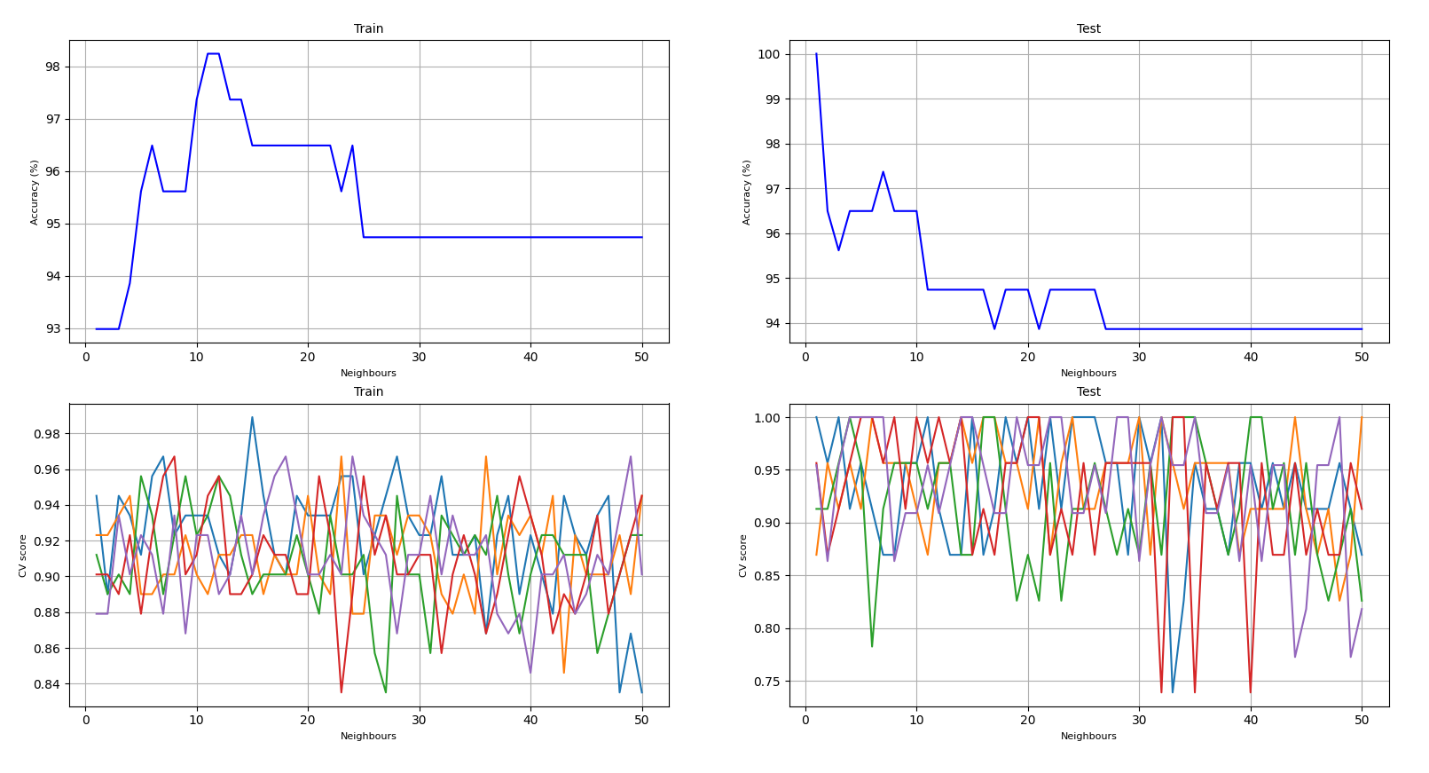 Train
Accuracy (%)
98
97
96
95
94
93
0 10 20 30 40 50
Neighbours
Test
Accuracy (%)
100
99
98
97
96
95
94
0 10 20 30 40 50
Neighbours
Train
CV score
0.98
0.96
0.94
0.92
0.90
0.88
0.86
0.84
0 10 20 30 40 50
Neighbours
Test
CV score
1.00
0.95
0.90
0.85
0.80
0.75
0 10 20 30 40 50
Neighbours